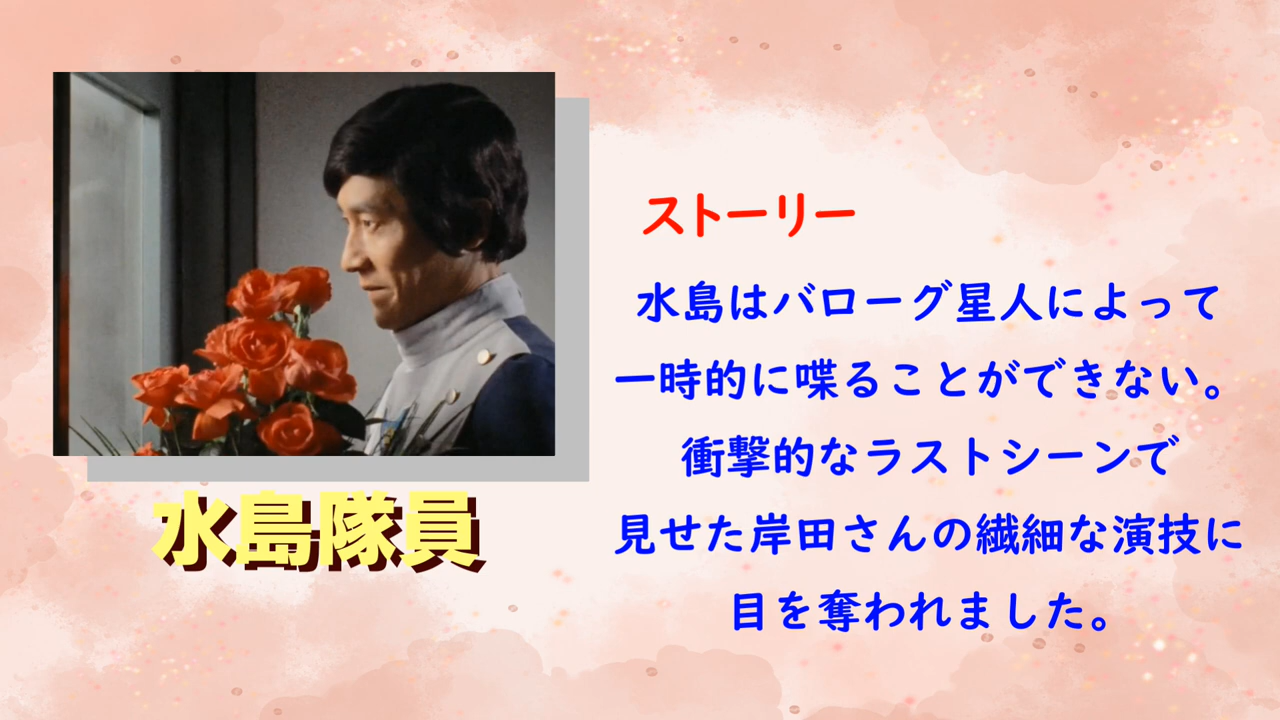 ストーリー
水島はバローグ星人によって
一時的に喋ることができない。
衝撃的なラストシーンで
見せた岸田さんの繊細な演技に
目を奪われました。
水島隊員